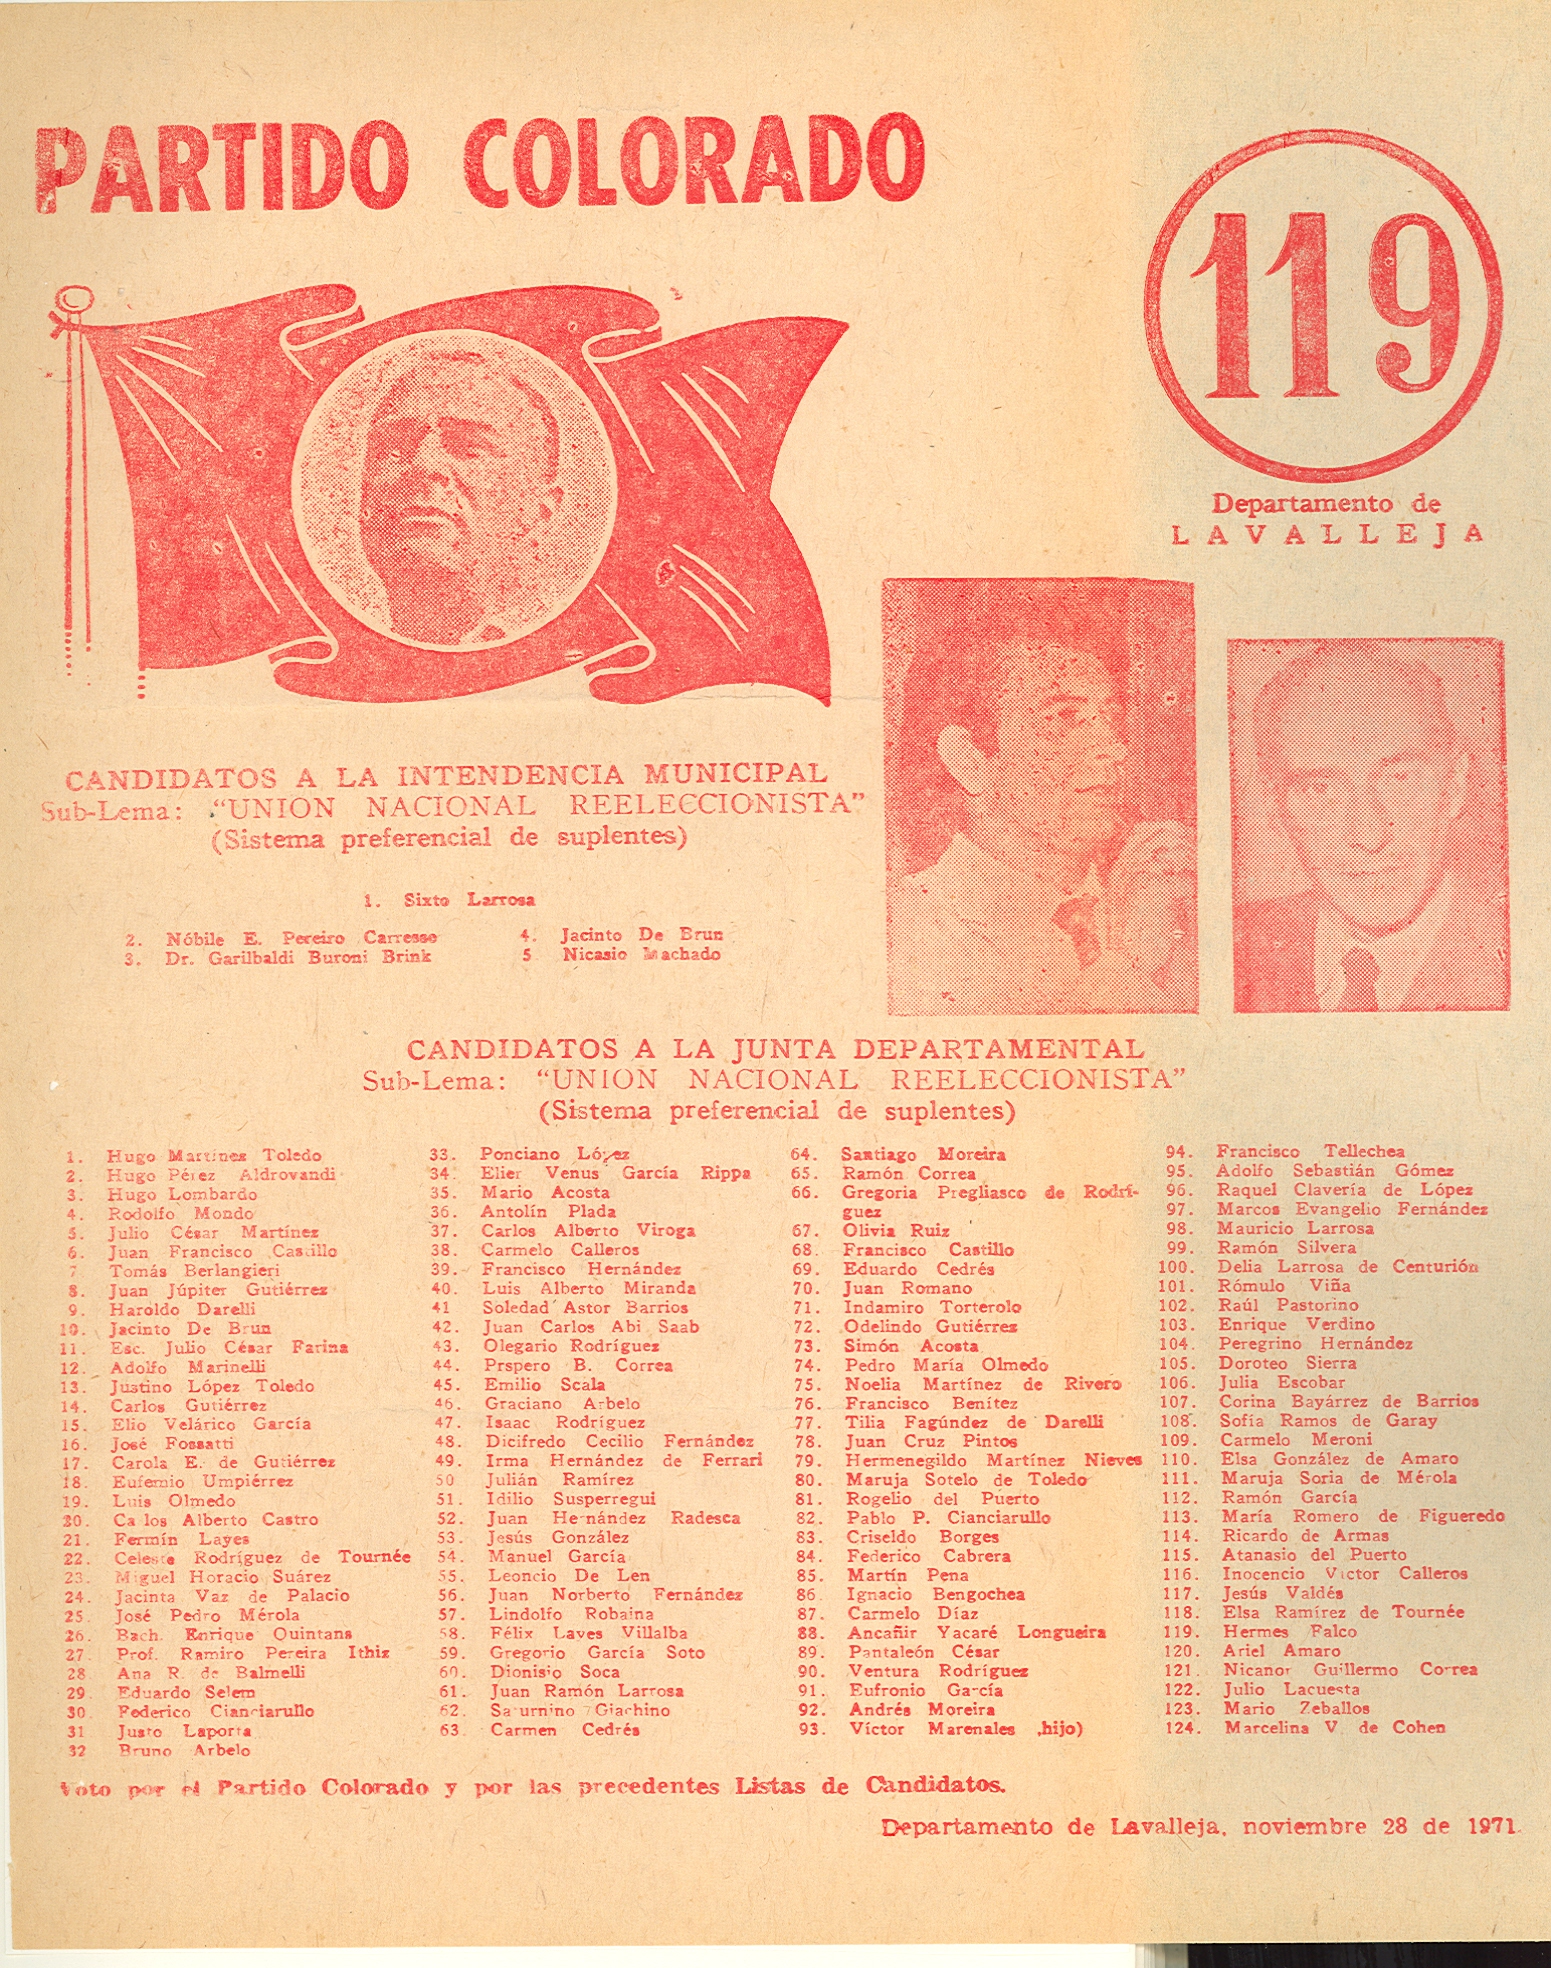 PARTIDO COLORADO
119
Departamento de
LAVALLEJA
CANDIDATOS A LA INTENDENCIA MUNICIPAL
Sub-Lema: "UNION NACIONAL REELECCIONISTA"
(Sistema preferencial de suplentes)
1. Sixto Larrosa
2. Nóbile E. Pereiro Carresse
3. Dr. Garilbaldi Buroni Brink
4. Jacinto De Brun
5 Nicasio Machado
CANDIDATOS A LA JUNTA DEPARTAMENTAL
Sub-Lema: "UNION NACIONAL REELECCIONISTA"
(Sistema preferencial de suplentes)
1. Hugo Martínez Toledo
2. Hugo Pérez Aldrovandi
3. Hugo Lombardo
4. Rodolfo Mondo
5. Julio César Martínez
6. Juan Francisco Castillo
7 Tomás Berlangieri
8. Juan Júpiter Gutiérrez
9. Haroldo Darelli
10. Jacinto De Brun
11. Esc. Julio César Farina
12. Adolfo Marinelli
13. Justino López Toledo
14. Carlos Gutiérrez
15. Elio Velárico García
16. José Fossatti
17. Carola E. de Gutiérrez
18. Eufemio Umpiérrez
19. Luis Olmedo
20. Ca los Alberto Castro
21. Fermín Layes
22. Celeste Rodríguez de Tournée
23. Miguel Horacio Suárez
24. Jacinta Vaz de Palacio
25. José Pedro Mérola
26. Bach. Enrique Quintana
27. Prof. Ramiro Pereira Ithiz
28 Ana R. de Balmelli
29. Eduardo Selem
30. Federico Cianciarullo
31 Justo Laporta
32 Bruno Arbelo
33. Ponciano López
34. Elier Venus García Rippa
35. Mario Acosta
36. Antolín Plada
37. Carlos Alberto Viroga
38. Carmelo Calleros
39. Francisco Hernández
40. Luis Alberto Miranda
41 Soledad Astor Barrios
42. Juan Carlos Abi Saab
43. Olegario Rodríguez
44. Prspero B. Correa
45. Emilio Scala
46. Graciano Arbelo
47. Isaac Rodríguez
48. Dicifredo Cecilio Fernández
49. Irma Hernández de Ferrari
50 Julián Ramírez
51. Idilio Susperregui
52. Juan Hernández Radesca
53. Jesús González
54. Manuel García
55. Leoncio De Len
56. Juan Norberto Fernández
57. Lindolfo Robaina
58. Félix Layes Villalba
59. Gregorio García Soto
60. Dionisio Soca
61. Juan Ramón Larrosa
62. Saturnino Giachino
63. Carmen Cedrés
64. Santiago Moreira
65. Ramón Correa
66. Gregoria Pregliasco de Rodrí-
guez
67. Olivia Ruiz
68. Francisco Castillo
69. Eduardo Cedrés
70. Juan Romano
71. Indamiro Torterolo
72. Odelindo Gutiérrez
73. Simón Acosta
74. Pedro María Olmedo
75. Noelia Martínez de Rivero
76. Francisco Benítez
77. Tilia Fagúndez de Darelli
78. Juan Cruz Pintos
79. Hermenegildo Martínez Nieves
80. Maruja Sotelo de Toledo
81. Rogelio del Puerto
82. Pablo P. Cianciarullo
83. Criseldo Borges
84. Federico Cabrera
85. Martín Pena
86. Ignacio Bengochea
87. Carmelo Díaz
88. Ancañir Yacaré Longueira
89. Pantaleón César
90. Ventura Rodríguez
91. Eufronio García
92. Andrés Moreira
93. Víctor Marenales ,hijo)
94. Francisco Tellechea
95. Adolfo Sebastián Gómez
96. Raquel Clavería de López
97. Marcos Evangelio Fernández
98. Mauricio Larrosa
99. Ramón Silvera
100. Delia Larrosa de Centurión
101. Rómulo Viña
102. Raúl Pastorino
103. Enrique Verdino
104. Peregrino Hernández
105. Doroteo Sierra
106. Julia Escobar
107. Corina Bayárrez de Barrios
108. Sofía Ramos de Garay
109. Carmelo Meroni
110. Elsa González de Amaro
111. Maruja Soria de Mérola
112. Ramón García
113. María Romero de Figueredo
114. Ricardo de Armas
115. Atanasio del Puerto
116. Inocencio Victor Calleros
117. Jesús Valdés
118. Elsa Ramírez de Tournée
119. Hermes Falco
120. Ariel Amaro
121. Nicanor Guillermo Correa
122. Julio Lacuesta
123. Mario Zeballos
124. Marcelina V. de Cohen
Voto por el Partido Colorado y por las precedentes Listas de Candidatos.
Departamento de Lavalleja, noviembre 28 de 1971.